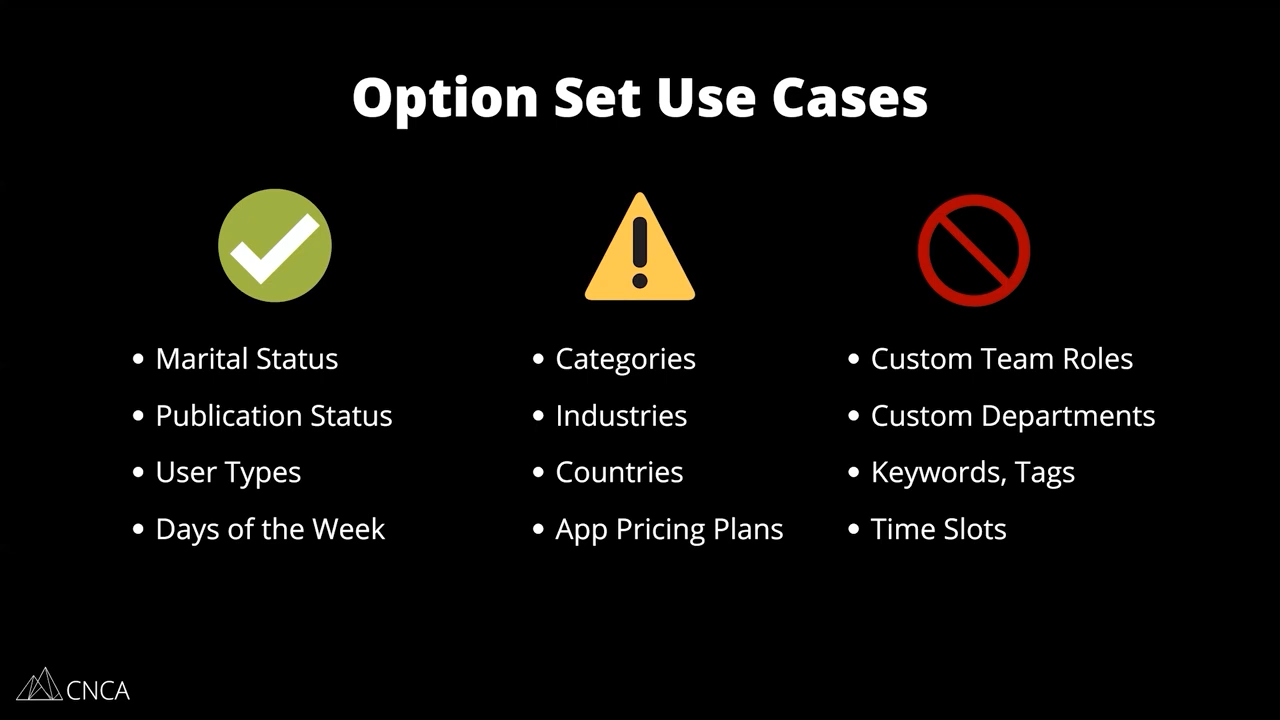 Option Set Use Cases
• Marital Status
• Publication Status
• User Types
• Days of the Week
• Categories
• Industries
• Countries
• App Pricing Plans
• Custom Team Roles
• Custom Departments
• Keywords, Tags
• Time Slots
CNCA